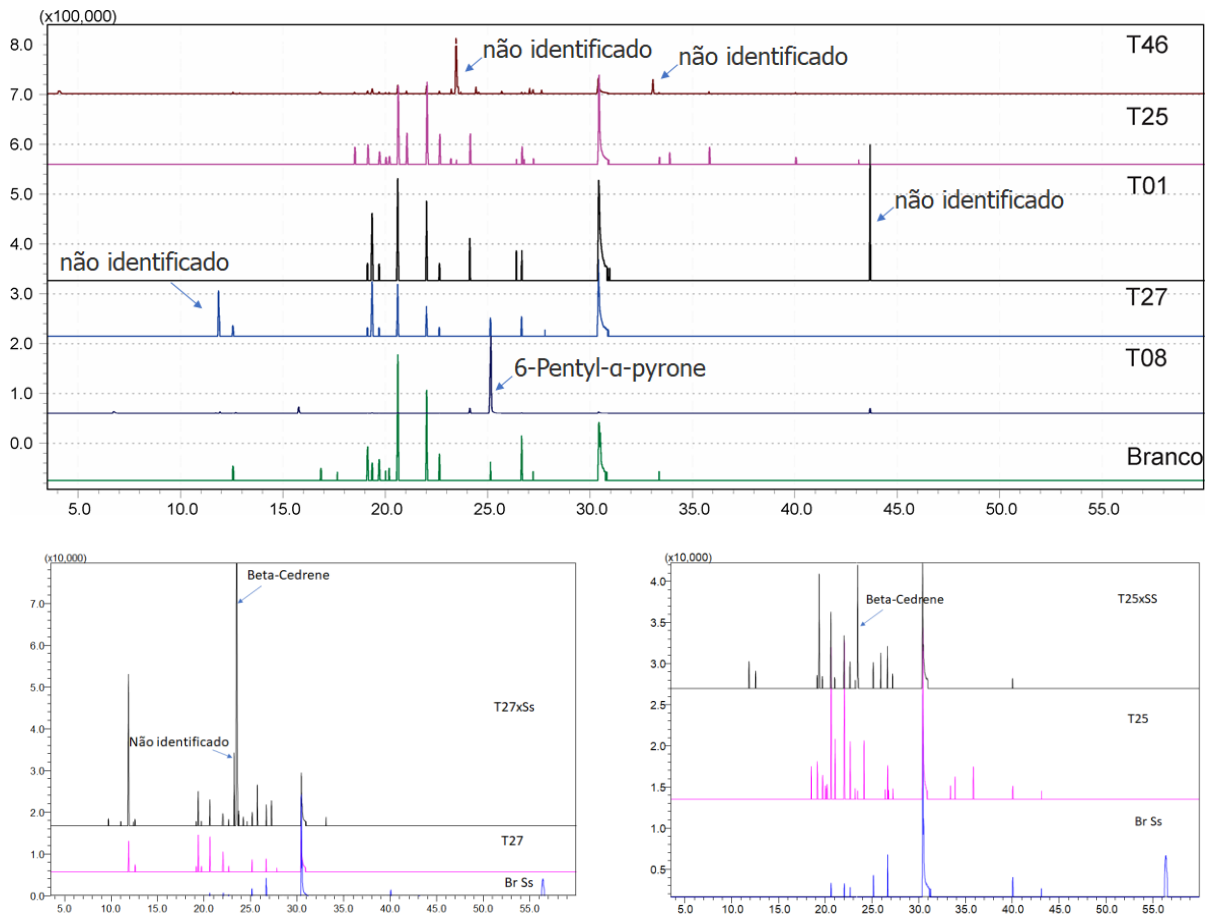 (x100,000)
8.0
7.0
6.0
5.0
4.0
3.0
2.0
1.0
0.0
não identificado
não identificado
T46
T25
T01
não identificado
não identificado
T27
T08
6-Pentyl-α-pyrone
Branco
5.0 10.0 15.0 20.0 25.0 30.0 35.0 40.0 45.0 50.0 55.0
(x10,000)
7.0
6.0
5.0
4.0
3.0
2.0
1.0
0.0
Beta-Cedrene
T27xSs
Não identificado
T27
Br Ss
5.0 10.0 15.0 20.0 25.0 30.0 35.0 40.0 45.0 50.0 55.0
(x10,000)
4.0
3.0
2.5
2.0
1.5
1.0
0.5
Beta-Cedrene
T25xSS
T25
Br Ss
5.0 10.0 15.0 20.0 25.0 30.0 35.0 40.0 45.0 50.0 55.0